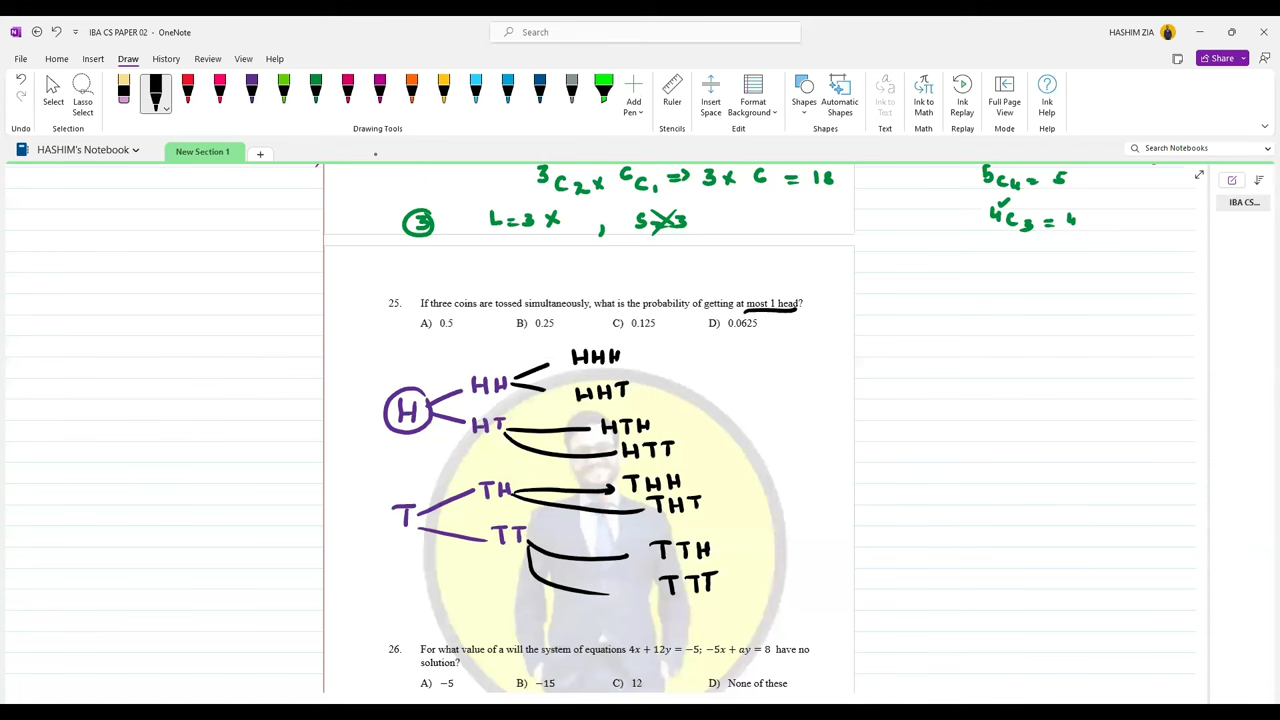 IBA CS PAPER 02 - OneNote
Search
HASHIM ZIA
File Home Insert Draw History Review View Help
Share
Undo
Select
Lasso Select
Selection
Drawing Tools
Add Pen
Ruler
Stencils
Insert Space
Format Background
Edit
Shapes
Automatic Shapes
Shapes
Ink to Text
Text
Ink to Math
Math
Ink Replay
Replay
Full Page View
Mode
Ink Help
Help
HASHIM's Notebook
New Section 1
+
Search Notebooks
IBA CS...
³C₂ x ⁶C₁ => 3 x 6 = 18
⁵C₄ = 5
③ L=3 X , S=3
⁴C₃ = 4
25. If three coins are tossed simultaneously, what is the probability of getting at most 1 head?
A) 0.5 B) 0.25 C) 0.125 D) 0.0625
HHH
HH
HHT
H
HT
HTH
HTT
THH
TH
THT
T
TT
TTH
TTT
26. For what value of a will the system of equations 4x + 12y = −5; −5x + ay = 8 have no
solution?
A) −5 B) −15 C) 12 D) None of these